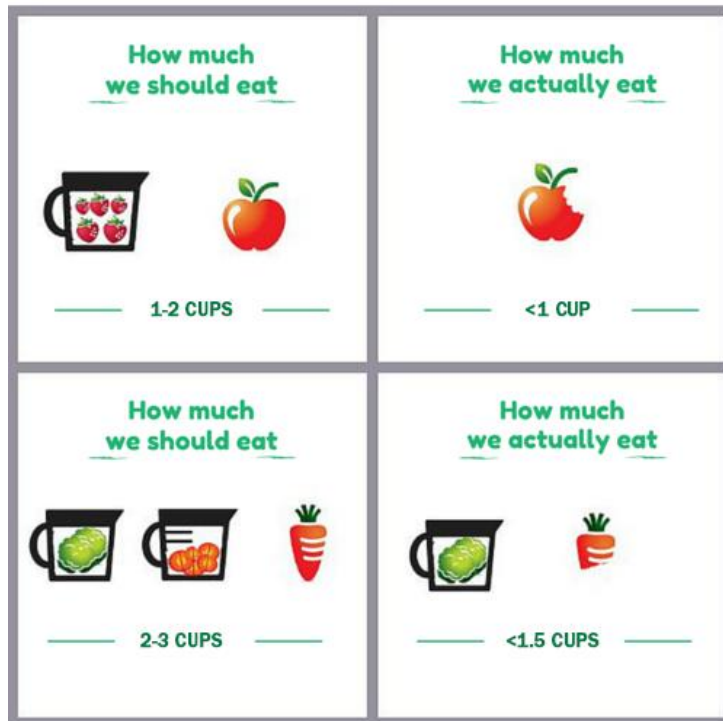 How much
we should eat
1-2 CUPS
How much
we actually eat
<1 CUP
How much
we should eat
2-3 CUPS
How much
we actually eat
<1.5 CUPS